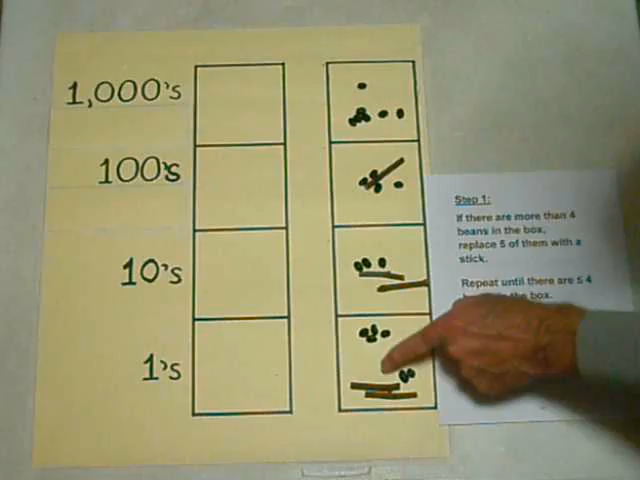 1,000's
100's
10's
1's
Step 1:
If there are more than 4
beans in the box,
replace 5 of them with a
stick.
Repeat until there are ≤ 4
in the box.